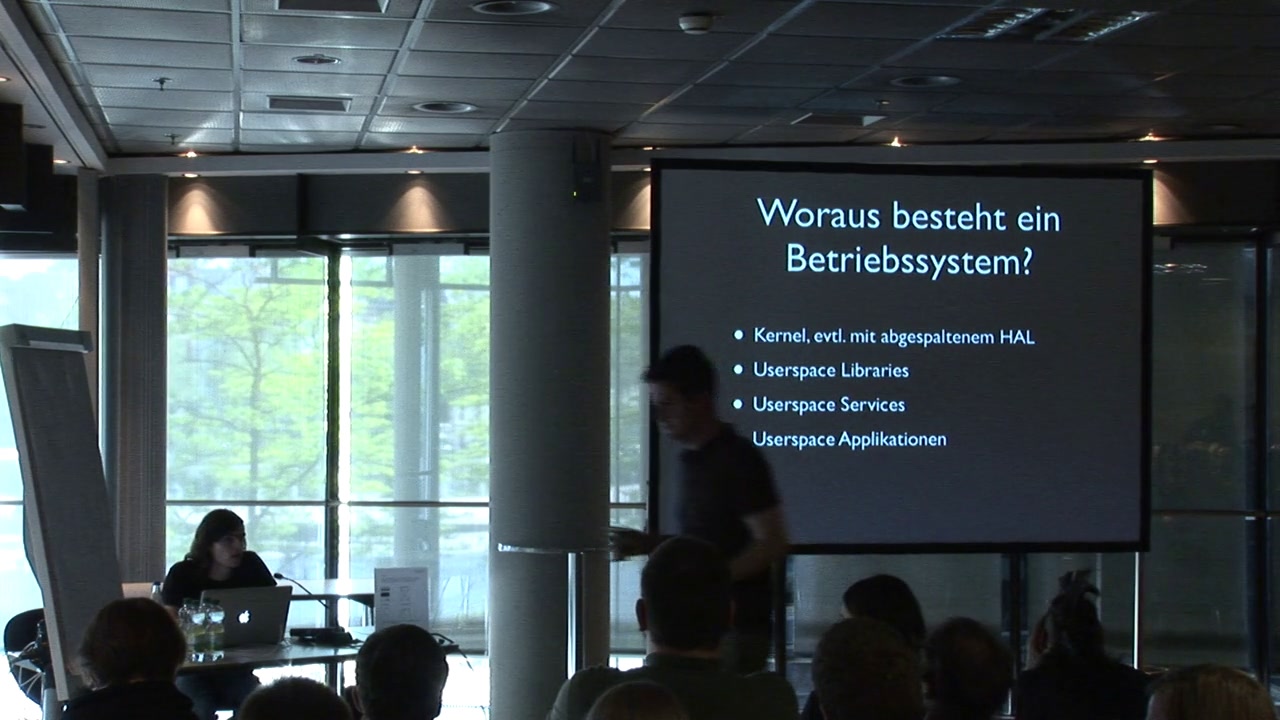 Woraus besteht ein
Betriebssystem?
• Kernel, evtl. mit abgespaltenem HAL
• Userspace Libraries
• Userspace Services
Userspace Applikationen